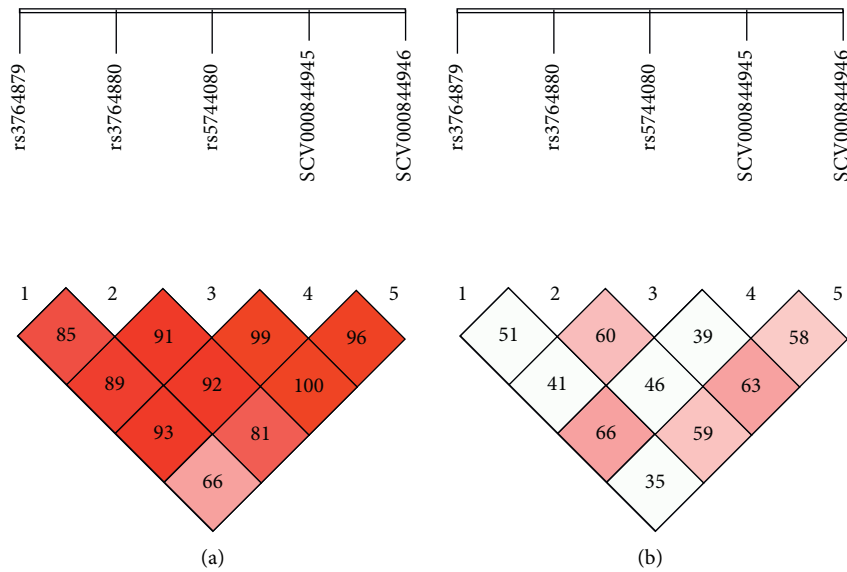 rs3764879
rs3764880
rs5744080
SCV000844945
SCV000844946
rs3764879
rs3764880
rs5744080
SCV000844945
SCV000844946
1 2 3 4 5
85 91 99 96
89 92 100
93 81
66
(a)
1 2 3 4 5
51 60 39 58
41 46 63
66 59
35
(b)